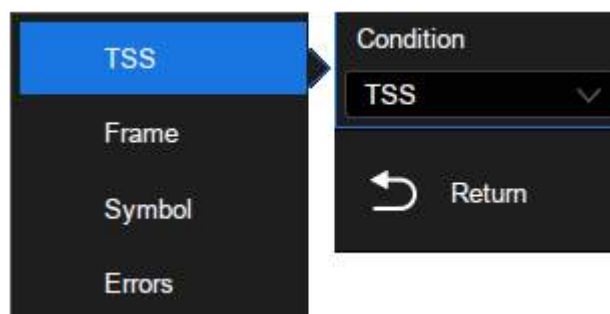 TSS
Frame
Symbol
Errors
Condition
TSS
Return